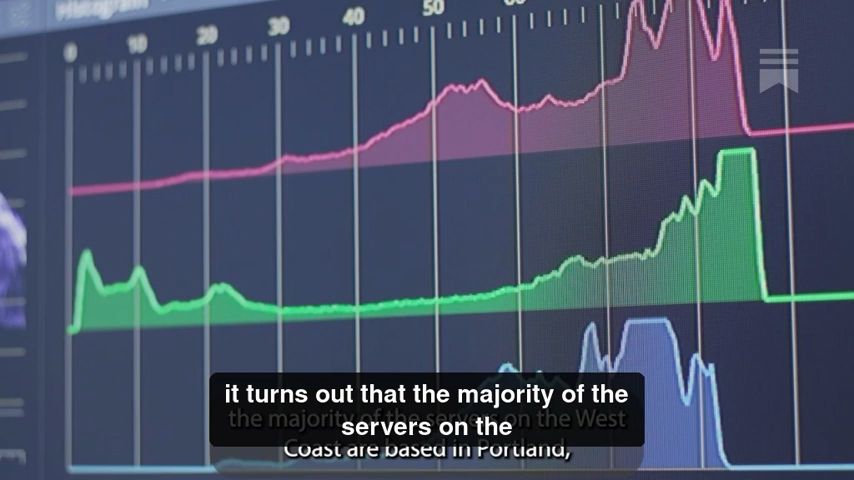 Histogram
0 10 20 30 40 50 60
it turns out that the majority of the
servers on the
the majority of the servers on the West
Coast are based in Portland,